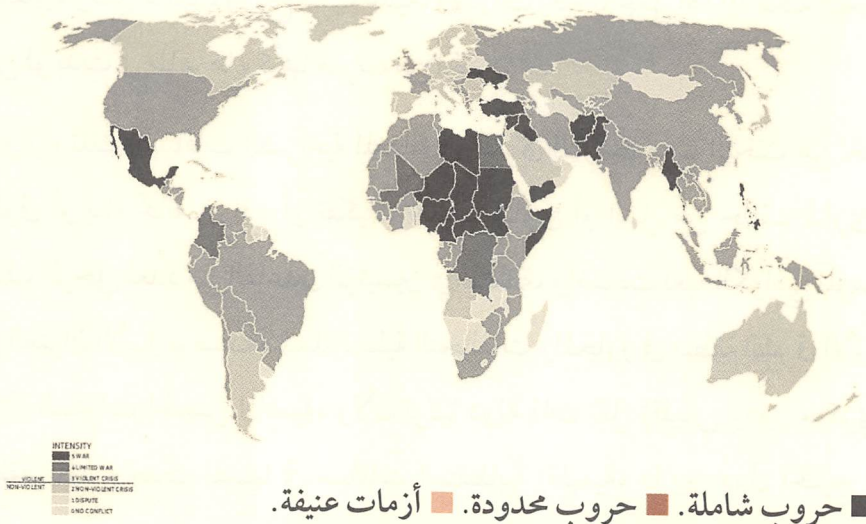 INTENSITY
5 WAR
4 LIMITED WAR
VIOLENT
3 VIOLENT CRISIS
NON-VIOLENT
2 NON-VIOLENT CRISIS
1 DISPUTE
0 NO CONFLICT
حروب شاملة. حروب محدودة. أزمات عنيفة.